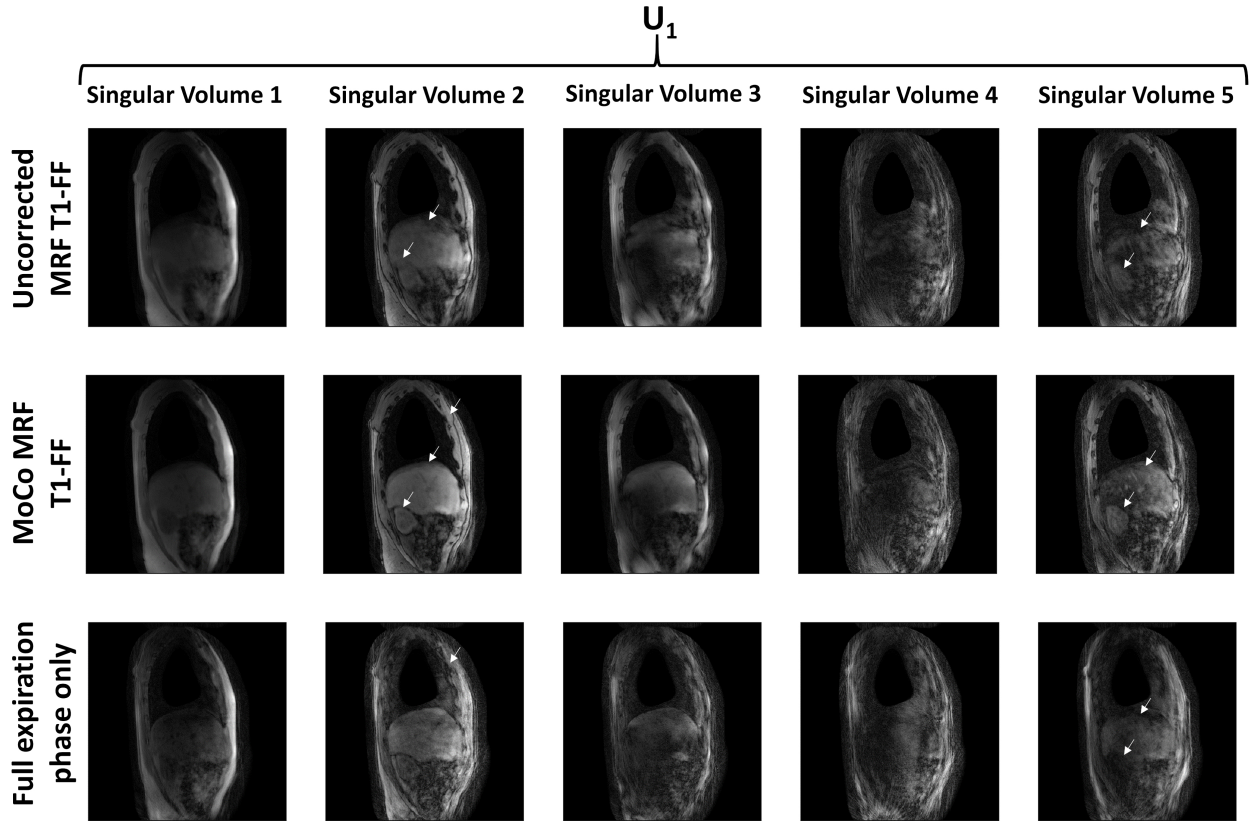 U1
Singular Volume 1
Singular Volume 2
Singular Volume 3
Singular Volume 4
Singular Volume 5
Uncorrected
MRF T1-FF
MoCo MRF
T1-FF
Full expiration
phase only